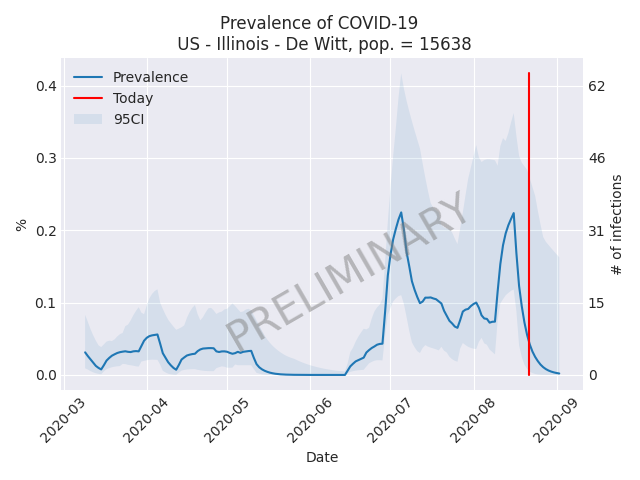 Prevalence of COVID-19
US - Illinois - De Witt, pop. = 15638
Prevalence
Today
95CI
0.4
0.3
0.2
0.1
0.0
%
62
46
31
15
0
# of infections
PRELIMINARY
2020-03
2020-04
2020-05
2020-06
2020-07
2020-08
2020-09
Date